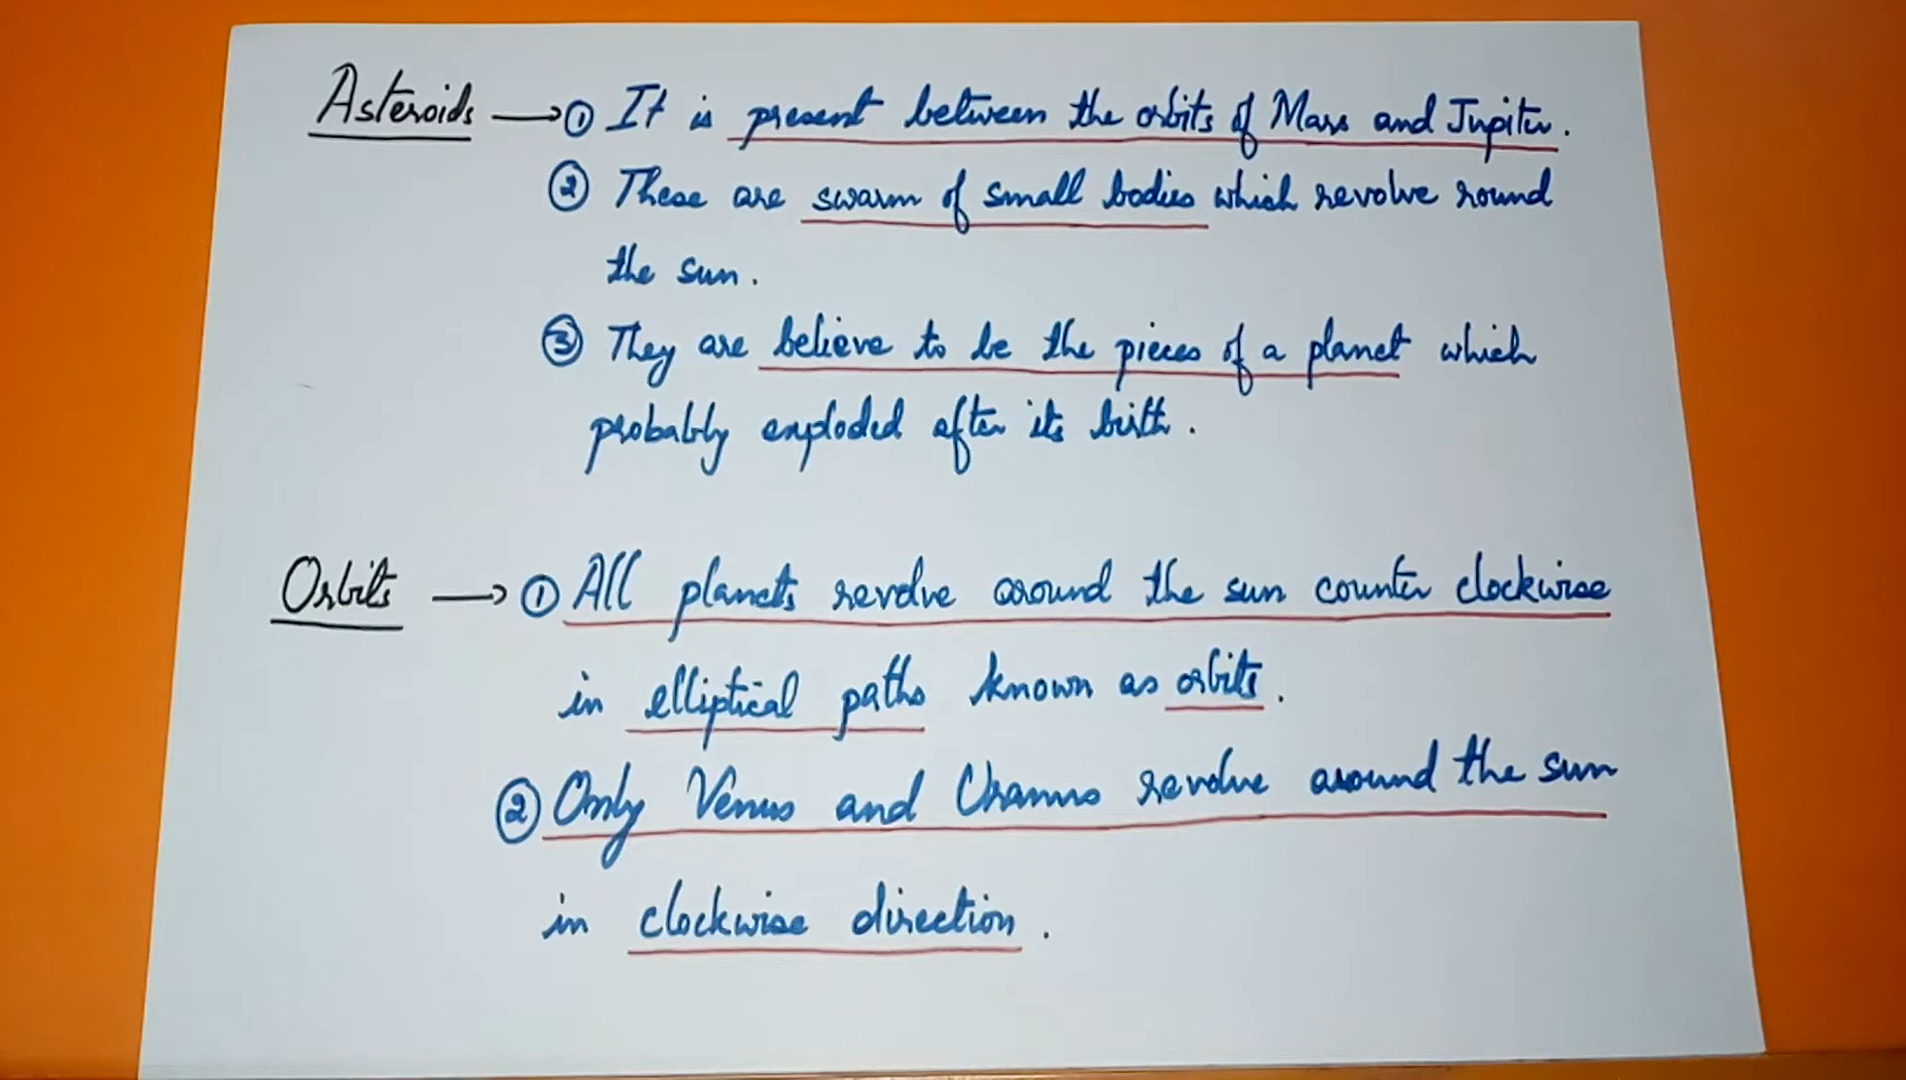 Asteroids → ① It is present between the orbits of Mars and Jupiter.
② These are swarm of small bodies which revolve round
the sun.
③ They are believe to be the pieces of a planet which
probably exploded after its birth.
Orbits → ① All planets revolve around the sun counter clockwise
in elliptical paths known as orbits.
② Only Venus and Uranus revolve around the sun
in clockwise direction.